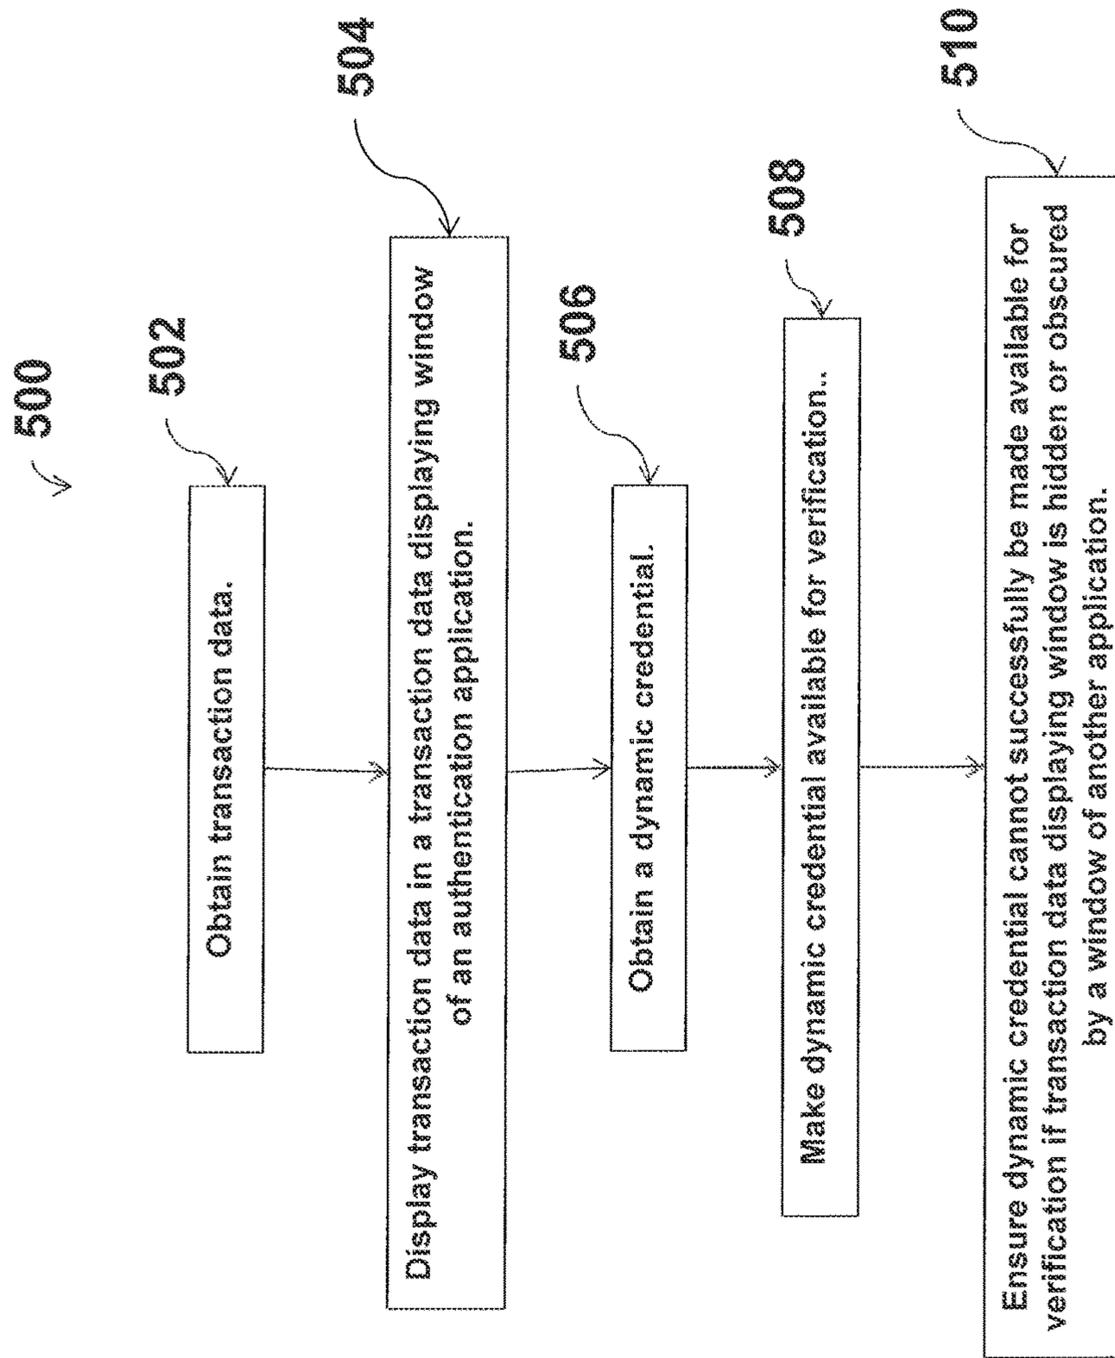 500
502
Obtain transaction data.
504
Display transaction data in a transaction data displaying window
of an authentication application.
506
Obtain a dynamic credential.
508
Make dynamic credential available for verification..
510
Ensure dynamic credential cannot successfully be made available for
verification if transaction data displaying window is hidden or obscured
by a window of another application.